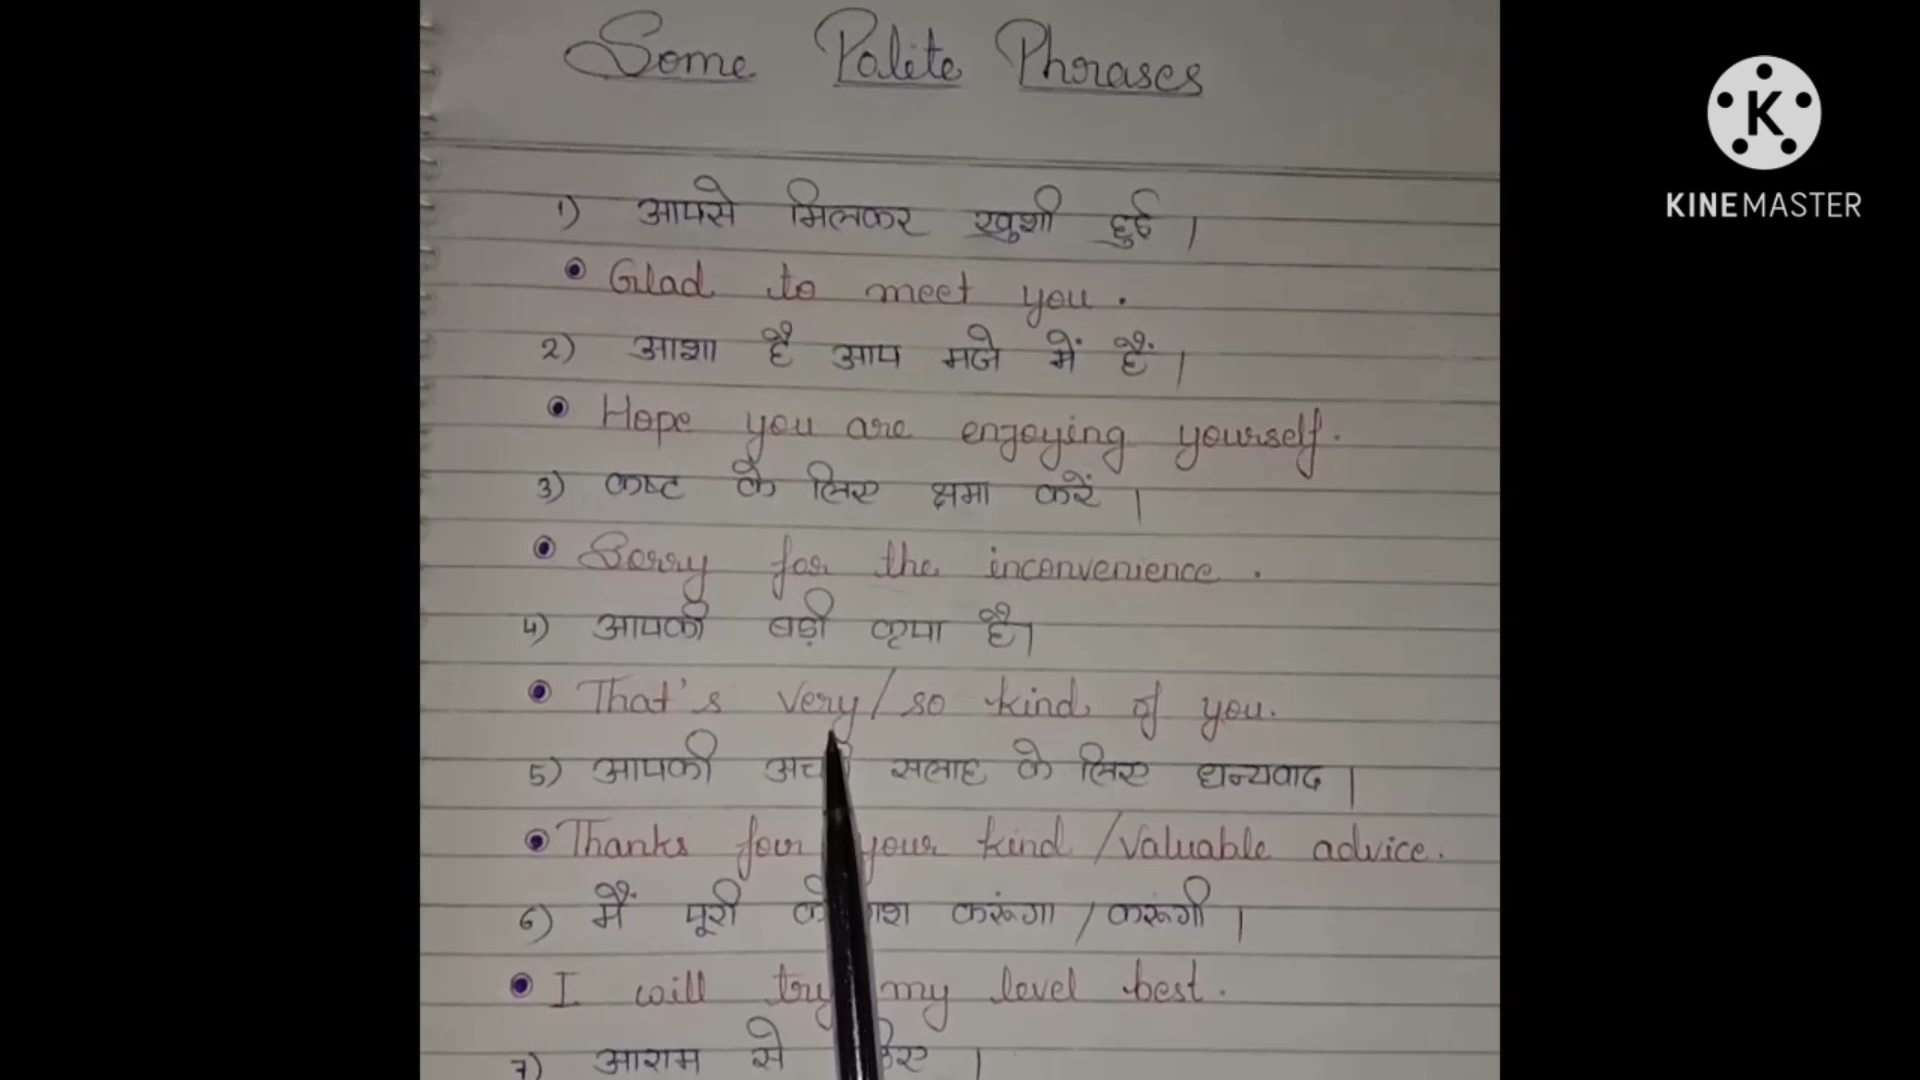 Some Polite Phrases
1) आपसे मिलकर खुशी हुई ।
• Glad to meet you.
2) आशा है आप मजे में हैं ।
• Hope you are enjoying yourself.
3) कष्ट के लिए क्षमा करें ।
• Sorry for the inconvenience.
4) आपकी बड़ी कृपा है।
• That's very/so kind of you.
5) आपकी सलाह के लिए धन्यवाद ।
• Thanks for your kind/valuable advice.
6) मैं पूरी करूंगा / करूंगी ।
• I will try my level best.
7) आराम से ।
K
KINEMASTER